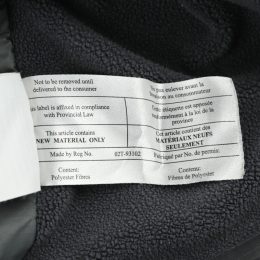 Not to be removed until
delivered to the consumer
This label is affixed in compliance
with Provincial Law
This article contains
NEW MATERIAL ONLY
Made by Reg No. 02T-93302
Content:
Polyester Fibres
pas enlever avant la
livraison au consommateur
Cette étiquette est apposée
conformément à la loi de la
province
Cet article contient des
MATÉRIAUX NEUFS
SEULEMENT
Fabriqué par No. de permis:
Contenu:
Polyester Fibres